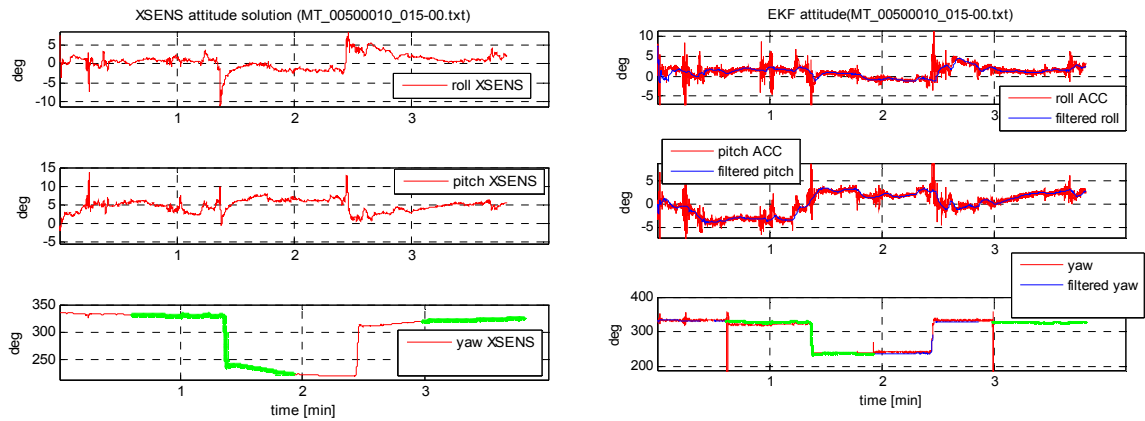 XSENS attitude solution (MT_00500010_015-00.txt)
5
0
-5
-10
deg
1
2
3
roll XSENS
15
10
5
0
-5
deg
1
2
3
pitch XSENS
350
300
250
deg
1
2
3
yaw XSENS
time [min]
EKF attitude(MT_00500010_015-00.txt)
10
5
0
-5
deg
1
2
3
roll ACC
filtered roll
5
0
-5
deg
1
2
3
pitch ACC
filtered pitch
yaw
filtered yaw
400
300
200
deg
1
2
3
time [min]